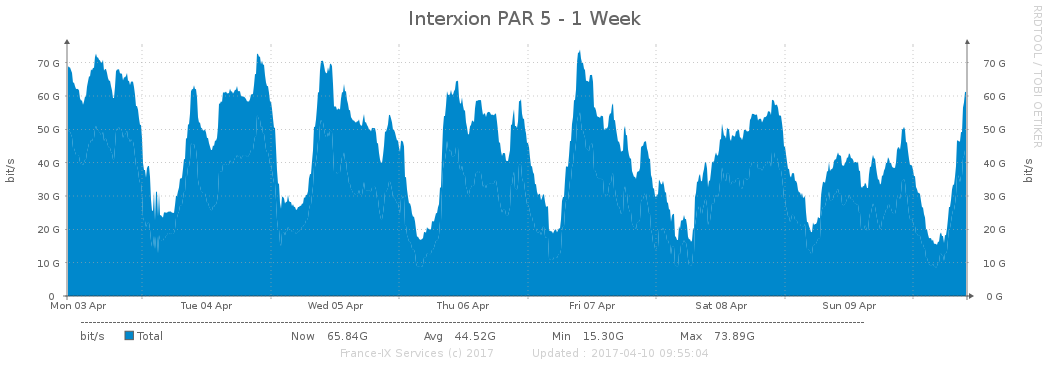 Interxion PAR 5 - 1 Week
RRDTOOL / TOBI OETIKER
bit/s
70 G
60 G
50 G
40 G
30 G
20 G
10 G
0
70 G
60 G
50 G
40 G
30 G
20 G
10 G
0 G
bit/s
Mon 03 Apr Tue 04 Apr Wed 05 Apr Thu 06 Apr Fri 07 Apr Sat 08 Apr Sun 09 Apr
bit/s Total Now 65.84G Avg 44.52G Min 15.30G Max 73.89G
France-IX Services (c) 2017 Updated : 2017-04-10 09:55:04